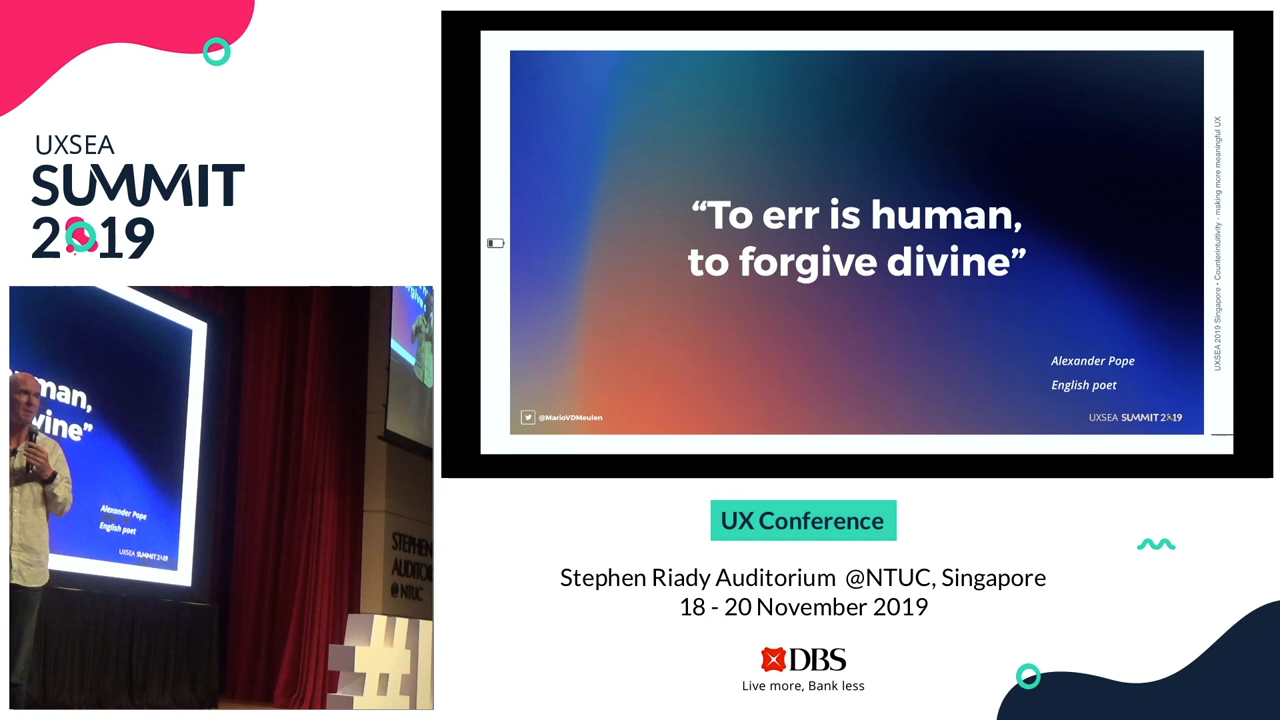 UXSEA
SUMMIT
2019
“To err is human,
to forgive divine”
Alexander Pope
English poet
@MarioVDMeulen
UXSEA SUMMIT 2019
UXSEA 2019 Singapore • Counterintuitivity - making more meaningful UX
man,
vine”
Alexander Pope
English poet
UXSEA SUMMIT 2019
STEPHEN
AUDITOR
@NTUC
#
UX Conference
Stephen Riady Auditorium @NTUC, Singapore
18 - 20 November 2019
DBS
Live more, Bank less